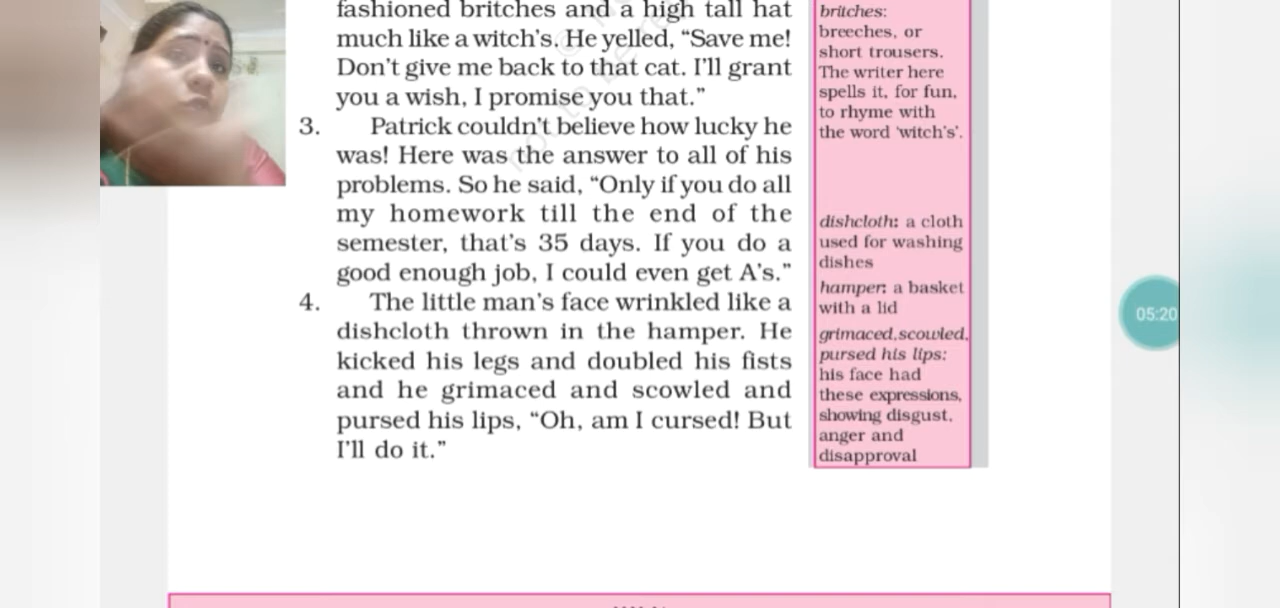 fashioned britches and a high tall hat
much like a witch's. He yelled, “Save me!
Don't give me back to that cat. I'll grant
you a wish, I promise you that.”
3. Patrick couldn't believe how lucky he
was! Here was the answer to all of his
problems. So he said, “Only if you do all
my homework till the end of the
semester, that's 35 days. If you do a
good enough job, I could even get A's.”
4. The little man's face wrinkled like a
dishcloth thrown in the hamper. He
kicked his legs and doubled his fists
and he grimaced and scowled and
pursed his lips, “Oh, am I cursed! But
I'll do it.”
britches:
breeches, or
short trousers.
The writer here
spells it, for fun,
to rhyme with
the word ‘witch's’.
dishcloth: a cloth
used for washing
dishes
hamper: a basket
with a lid
grimaced, scowled,
pursed his lips:
his face had
these expressions,
showing disgust,
anger and
disapproval
05:20